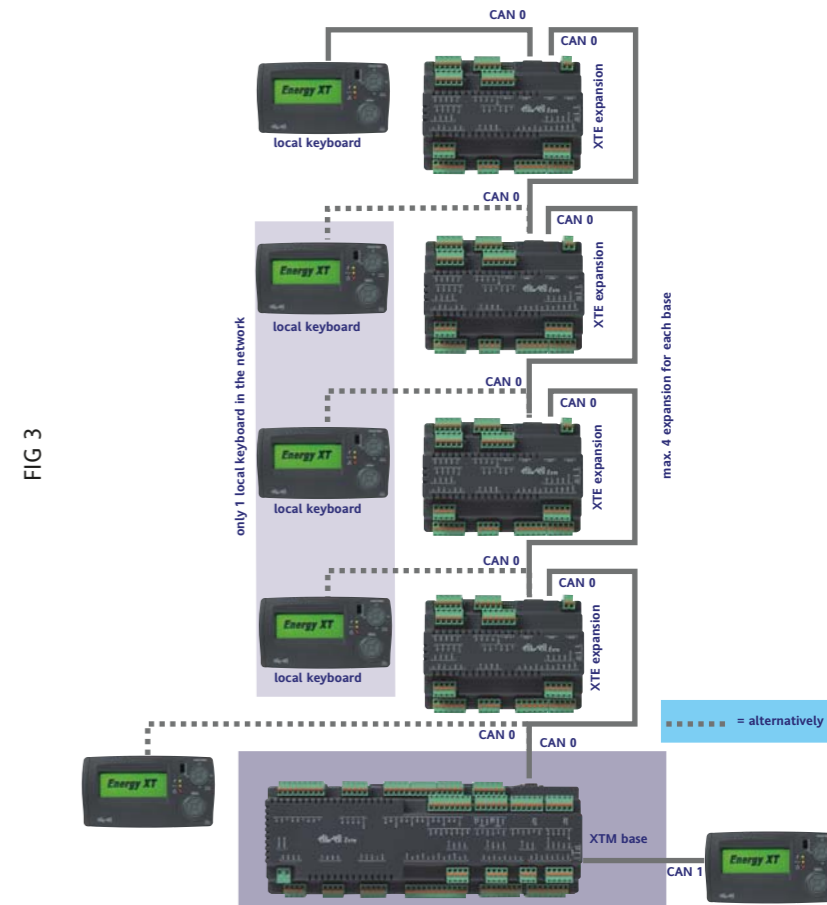 CAN 0
CAN 0
Energy XT
XTE expansion
local keyboard
CAN 0
CAN 0
Energy XT
XTE expansion
local keyboard
only 1 local keyboard in the network
max. 4 expansion for each base
CAN 0
CAN 0
FIG 3
Energy XT
XTE expansion
local keyboard
CAN 0
CAN 0
Energy XT
XTE expansion
local keyboard
= alternatively
CAN 0
CAN 0
Energy XT
XTM base
CAN 1
Energy XT